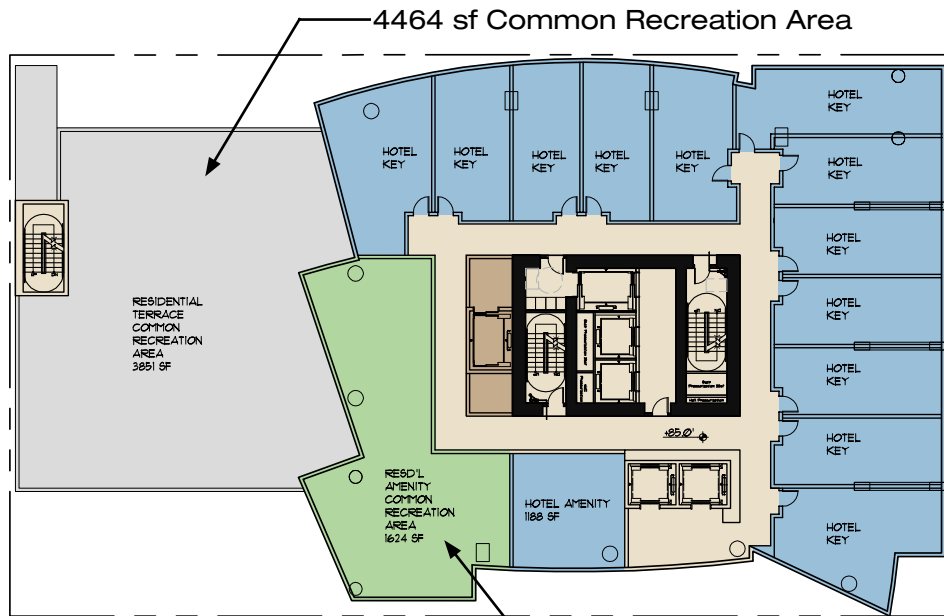 4464 sf Common Recreation Area
HOTEL
KEY
HOTEL
KEY
HOTEL
KEY
HOTEL
KEY
HOTEL
KEY
HOTEL
KEY
HOTEL
KEY
HOTEL
KEY
HOTEL
KEY
HOTEL
KEY
HOTEL
KEY
HOTEL
KEY
RESIDENTIAL
TERRACE
COMMON
RECREATION
AREA
3851 SF
+85.0'
RESD'L
AMENITY
COMMON
RECREATION
AREA
1624 SF
HOTEL AMENITY
1188 SF